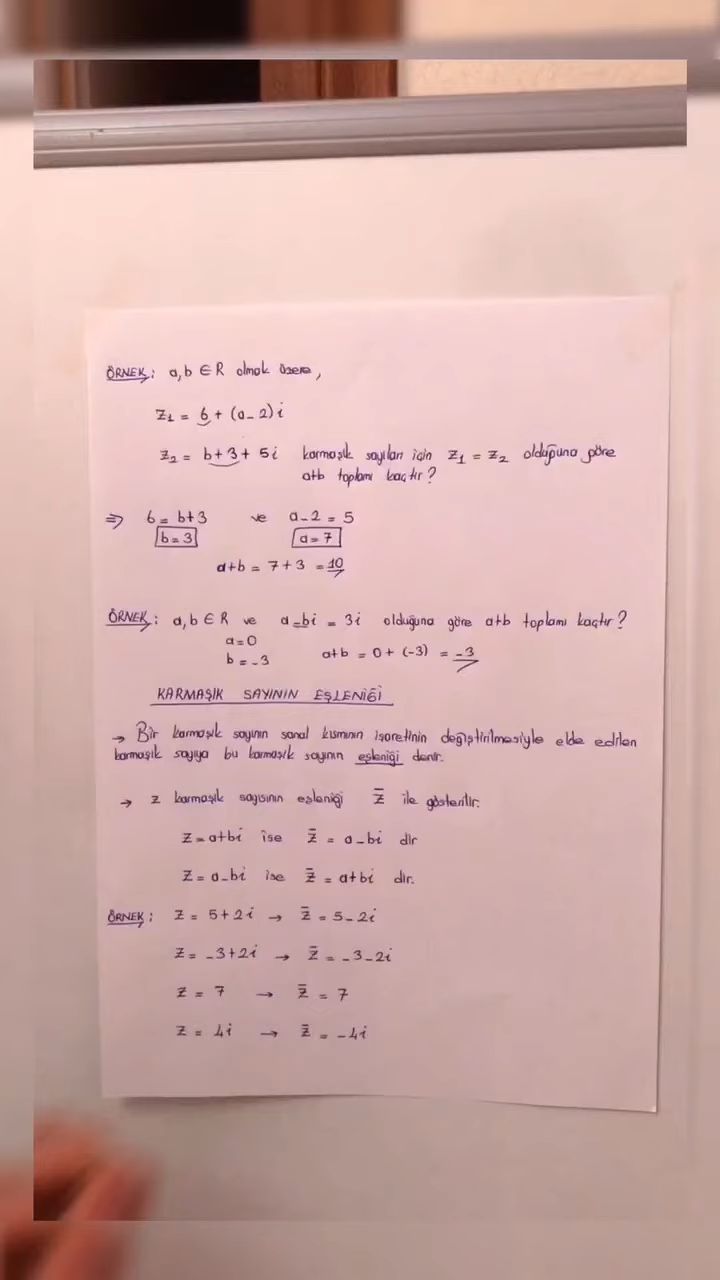 ÖRNEK: a,b ∈ R olmak üzere,
z₁ = 6 + (a-2)i
z₂ = b+3 + 5i karmaşık sayıları için z₁ = z₂ olduğuna göre
a+b toplamı kaçtır?
⇒ 6 = b+3 ve a-2 = 5
b = 3 a = 7
a+b = 7+3 = 10
ÖRNEK: a,b ∈ R ve a-bi = 3i olduğuna göre a+b toplamı kaçtır?
a=0
b = -3 a+b = 0 + (-3) = -3
KARMAŞIK SAYININ EŞLENİĞİ
→ Bir karmaşık sayının sanal kısmının işaretinin değiştirilmesiyle elde edilen
karmaşık sayıya bu karmaşık sayının eşleniği denir.
→ z karmaşık sayısının eşleniği z̄ ile gösterilir.
z=a+bi ise z̄ = a-bi dir
z= a-bi ise z̄ = a+bi dir.
ÖRNEK: z = 5+2i → z̄ = 5-2i
z = -3+2i → z̄ = -3-2i
z = 7 → z̄ = 7
z = 4i → z̄ = -4i